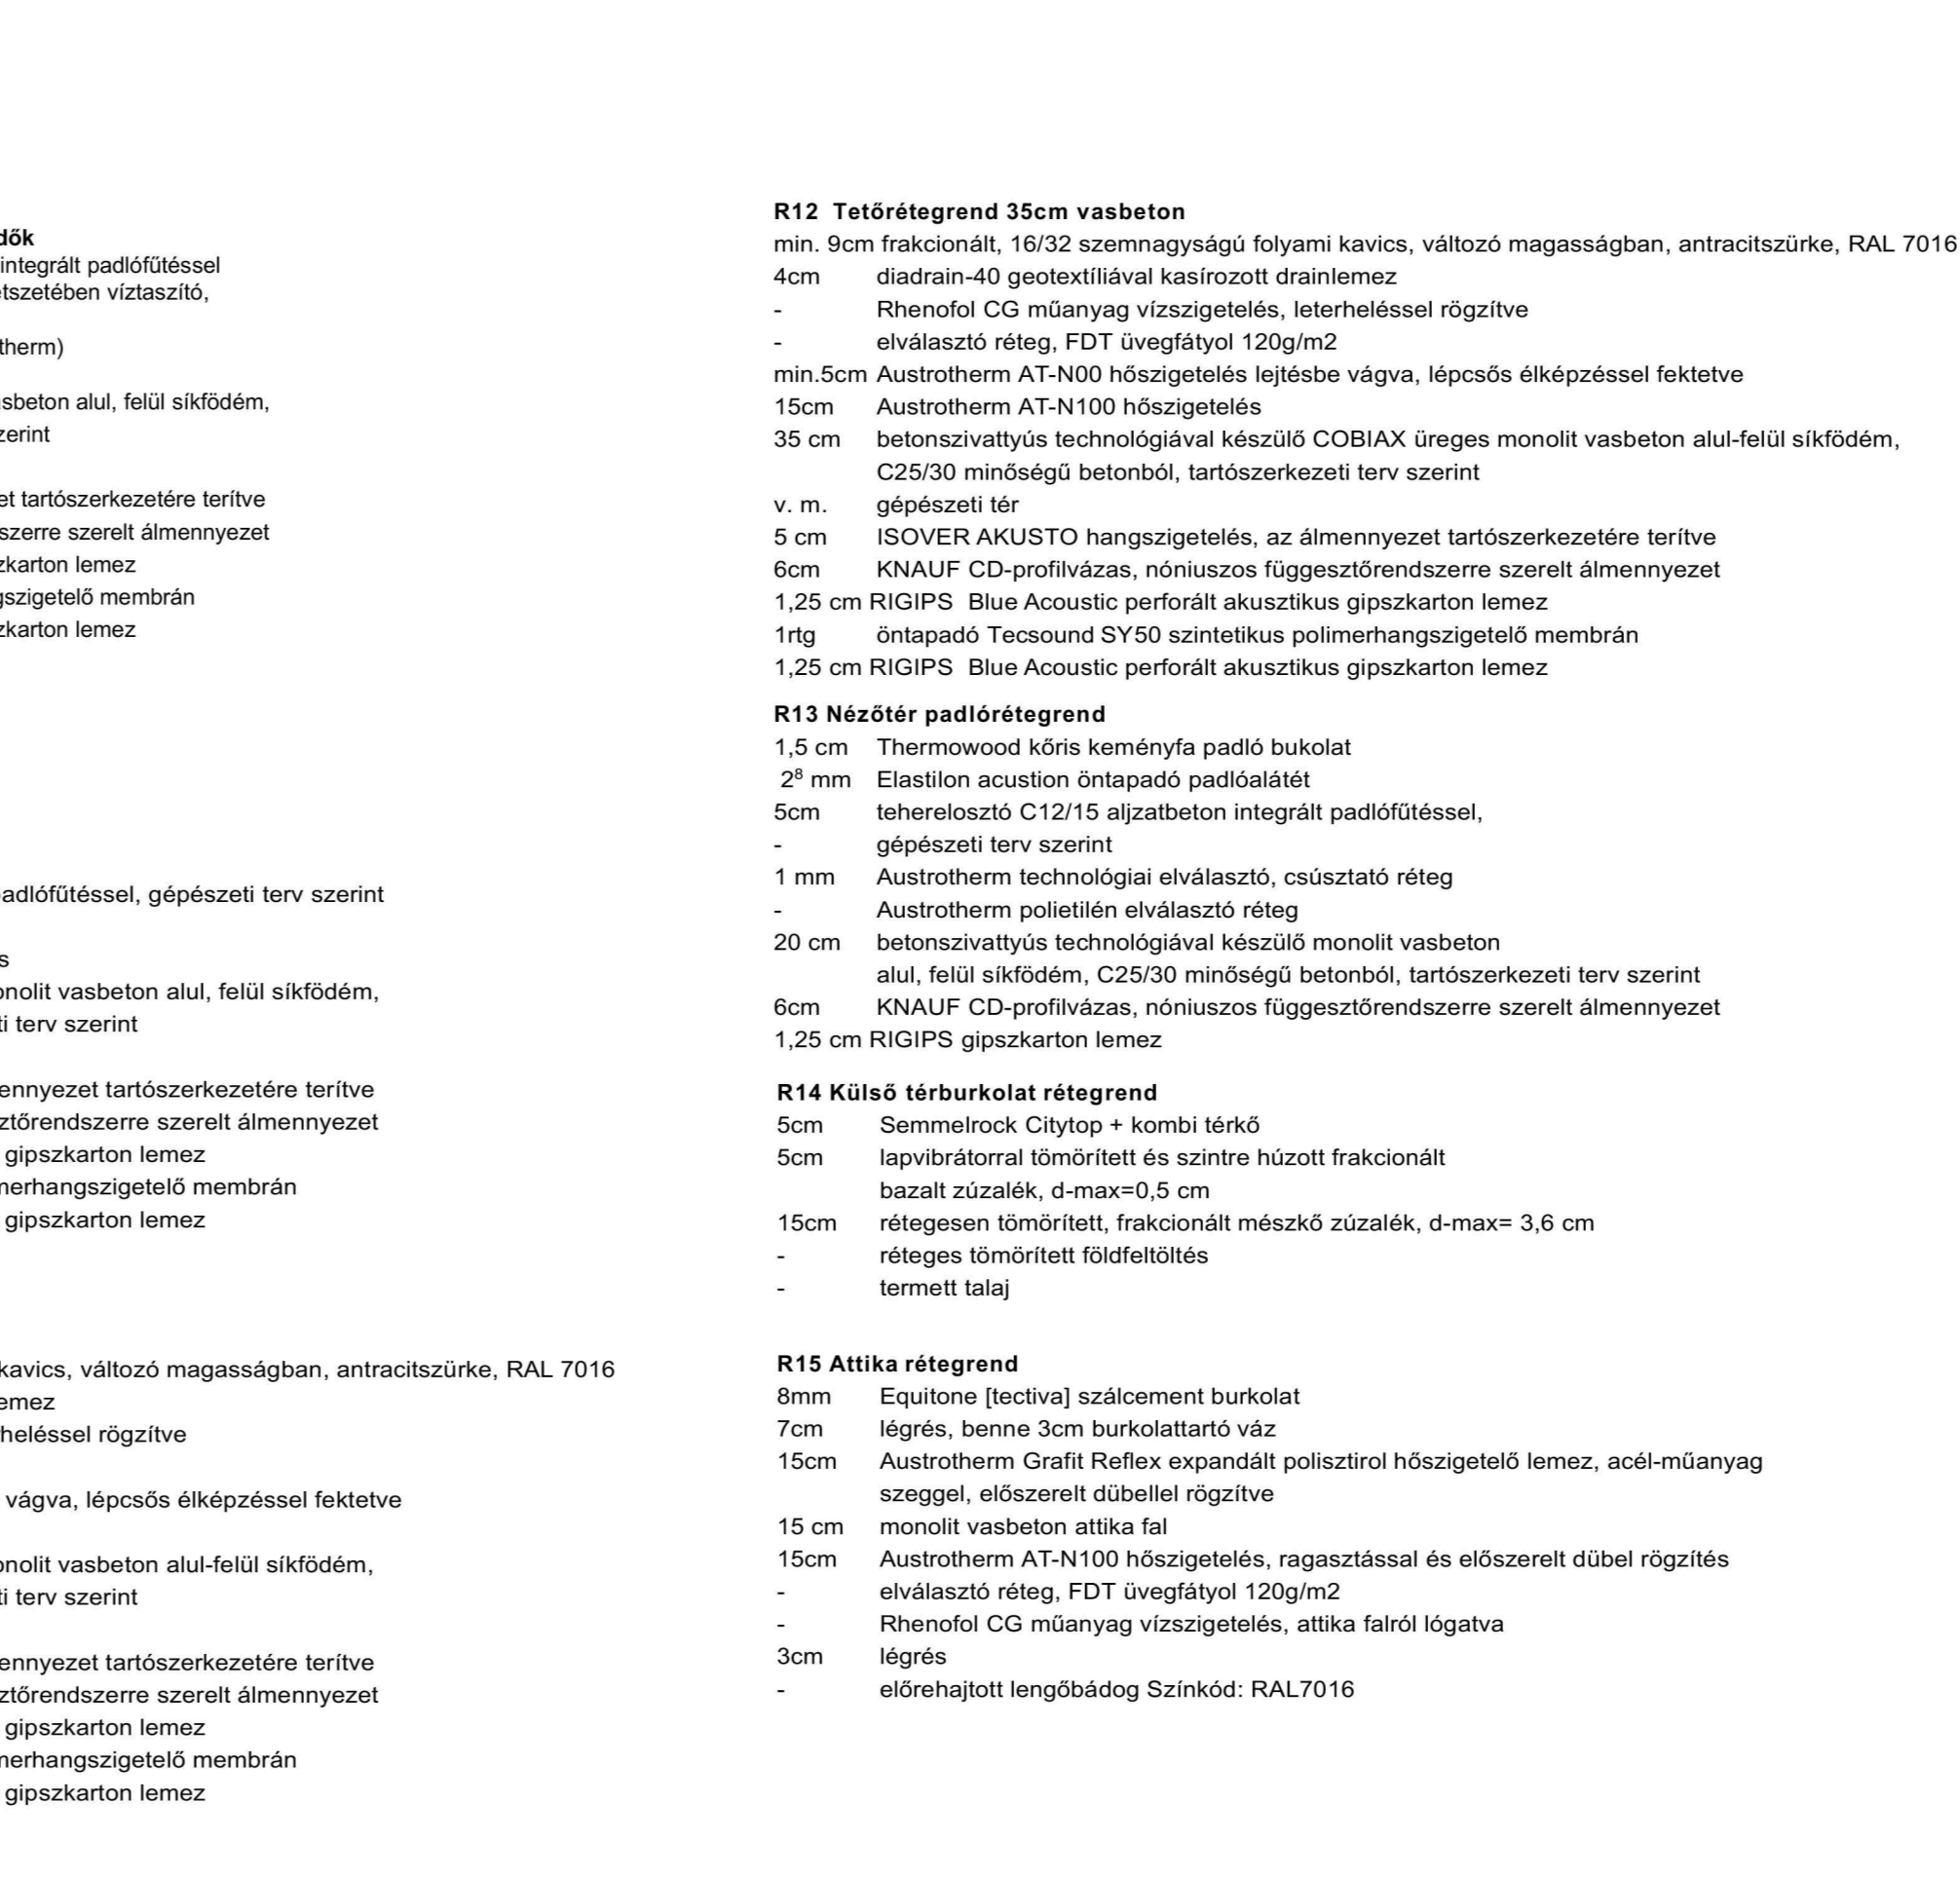 dők
integrált padlófűtéssel
etszetében víztaszító,
therm)
asbeton alul, felül síkfödém,
zerint
et tartószerkezetére terítve
szerre szerelt álmennyezet
zkarton lemez
gszigetelő membrán
zkarton lemez
padlófűtéssel, gépészeti terv szerint
s
onolit vasbeton alul, felül síkfödém,
ti terv szerint
ennyezet tartószerkezetére terítve
ztőrendszerre szerelt álmennyezet
gipszkarton lemez
merhangszigetelő membrán
gipszkarton lemez
kavics, változó magasságban, antracitszürke, RAL 7016
emez
rheléssel rögzítve
vágva, lépcsős élképzéssel fektetve
onolit vasbeton alul-felül síkfödém,
ti terv szerint
ennyezet tartószerkezetére terítve
ztőrendszerre szerelt álmennyezet
gipszkarton lemez
merhangszigetelő membrán
gipszkarton lemez
R12 Tetőrétegrend 35cm vasbeton
min. 9cm frakcionált, 16/32 szemnagyságú folyami kavics, változó magasságban, antracitszürke, RAL 7016
4cm diadrain-40 geotextíliával kasírozott drainlemez
- Rhenofol CG műanyag vízszigetelés, leterheléssel rögzítve
- elválasztó réteg, FDT üvegfátyol 120g/m2
min.5cm Austrotherm AT-N00 hőszigetelés lejtésbe vágva, lépcsős élképzéssel fektetve
15cm Austrotherm AT-N100 hőszigetelés
35 cm betonszivattyús technológiával készülő COBIAX üreges monolit vasbeton alul-felül síkfödém,
C25/30 minőségű betonból, tartószerkezeti terv szerint
v. m. gépészeti tér
5 cm ISOVER AKUSTO hangszigetelés, az álmennyezet tartószerkezetére terítve
6cm KNAUF CD-profilvázas, nóniuszos függesztőrendszerre szerelt álmennyezet
1,25 cm RIGIPS Blue Acoustic perforált akusztikus gipszkarton lemez
1rtg öntapadó Tecsound SY50 szintetikus polimerhangszigetelő membrán
1,25 cm RIGIPS Blue Acoustic perforált akusztikus gipszkarton lemez
R13 Nézőtér padlórétegrend
1,5 cm Thermowood kőris keményfa padló bukolat
2⁸ mm Elastilon acustion öntapadó padlóalátét
5cm teherelosztó C12/15 aljzatbeton integrált padlófűtéssel,
- gépészeti terv szerint
1 mm Austrotherm technológiai elválasztó, csúsztató réteg
- Austrotherm polietilén elválasztó réteg
20 cm betonszivattyús technológiával készülő monolit vasbeton
alul, felül síkfödém, C25/30 minőségű betonból, tartószerkezeti terv szerint
6cm KNAUF CD-profilvázas, nóniuszos függesztőrendszerre szerelt álmennyezet
1,25 cm RIGIPS gipszkarton lemez
R14 Külső térburkolat rétegrend
5cm Semmelrock Citytop + kombi térkő
5cm lapvibrátorral tömörített és szintre húzott frakcionált
bazalt zúzalék, d-max=0,5 cm
15cm rétegesen tömörített, frakcionált mészkő zúzalék, d-max= 3,6 cm
- réteges tömörített földfeltöltés
- termett talaj
R15 Attika rétegrend
8mm Equitone [tectiva] szálcement burkolat
7cm légrés, benne 3cm burkolattartó váz
15cm Austrotherm Grafit Reflex expandált polisztirol hőszigetelő lemez, acél-műanyag
szeggel, előszerelt dübellel rögzítve
15 cm monolit vasbeton attika fal
15cm Austrotherm AT-N100 hőszigetelés, ragasztással és előszerelt dübel rögzítés
- elválasztó réteg, FDT üvegfátyol 120g/m2
- Rhenofol CG műanyag vízszigetelés, attika falról lógatva
3cm légrés
- előrehajtott lengőbádog Színkód: RAL7016